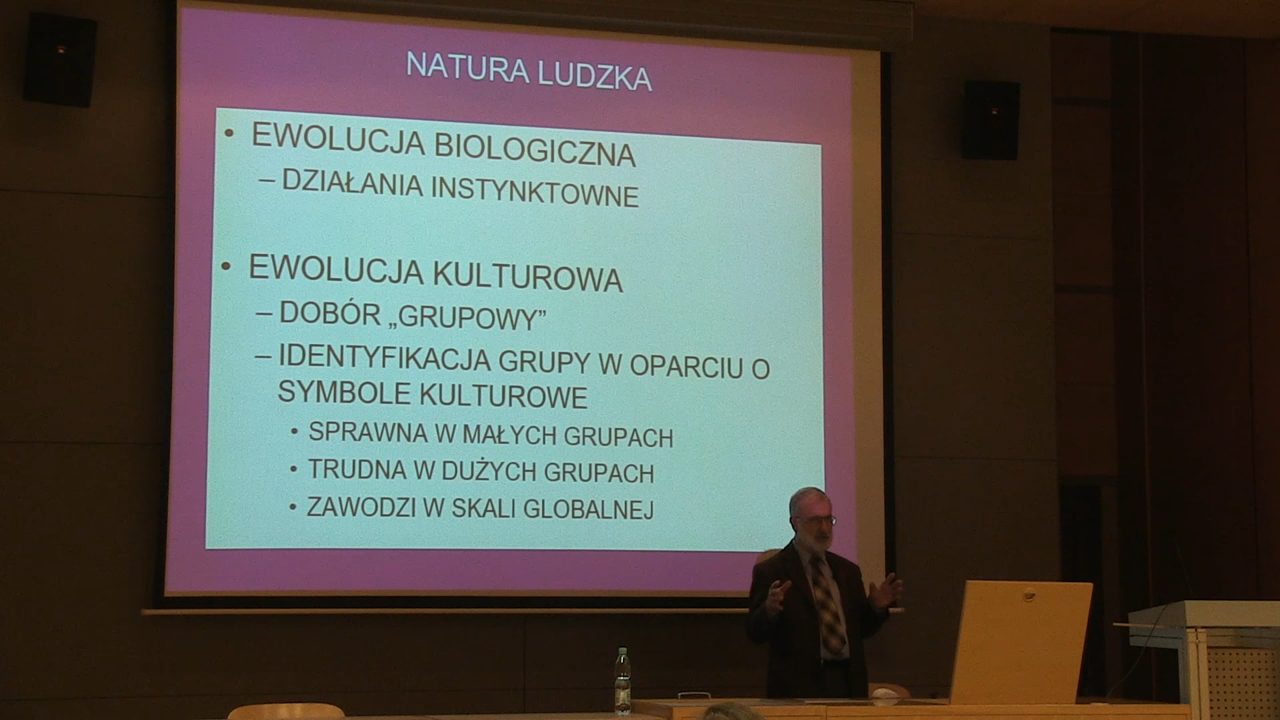 NATURA LUDZKA
• EWOLUCJA BIOLOGICZNA
– DZIAŁANIA INSTYNKTOWNE
• EWOLUCJA KULTUROWA
– DOBÓR „GRUPOWY”
– IDENTYFIKACJA GRUPY W OPARCIU O
SYMBOLE KULTUROWE
• SPRAWNA W MAŁYCH GRUPACH
• TRUDNA W DUŻYCH GRUPACH
• ZAWODZI W SKALI GLOBALNEJ